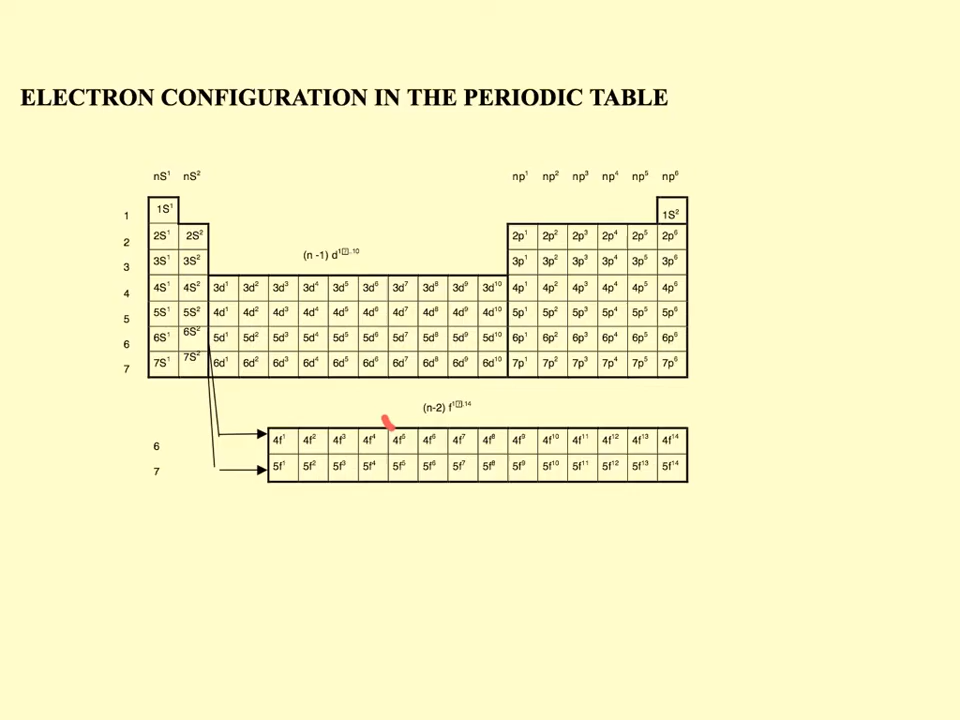 ELECTRON CONFIGURATION IN THE PERIODIC TABLE
nS¹ nS² np¹ np² np³ np⁴ np⁵ np⁶
1 1S¹ 1S²
2 2S¹ 2S² 2p¹ 2p² 2p³ 2p⁴ 2p⁵ 2p⁶
(n -1) d¹⍰..¹⁰
3 3S¹ 3S² 3p¹ 3p² 3p³ 3p⁴ 3p⁵ 3p⁶
4 4S¹ 4S² 3d¹ 3d² 3d³ 3d⁴ 3d⁵ 3d⁶ 3d⁷ 3d⁸ 3d⁹ 3d¹⁰ 4p¹ 4p² 4p³ 4p⁴ 4p⁵ 4p⁶
5 5S¹ 5S² 4d¹ 4d² 4d³ 4d⁴ 4d⁵ 4d⁶ 4d⁷ 4d⁸ 4d⁹ 4d¹⁰ 5p¹ 5p² 5p³ 5p⁴ 5p⁵ 5p⁶
6 6S¹ 6S² 5d¹ 5d² 5d³ 5d⁴ 5d⁵ 5d⁶ 5d⁷ 5d⁸ 5d⁹ 5d¹⁰ 6p¹ 6p² 6p³ 6p⁴ 6p⁵ 6p⁶
7 7S¹ 7S² 6d¹ 6d² 6d³ 6d⁴ 6d⁵ 6d⁶ 6d⁷ 6d⁸ 6d⁹ 6d¹⁰ 7p¹ 7p² 7p³ 7p⁴ 7p⁵ 7p⁶
(n-2) f¹⍰..¹⁴
6 4f¹ 4f² 4f³ 4f⁴ 4f⁵ 4f⁶ 4f⁷ 4f⁸ 4f⁹ 4f¹⁰ 4f¹¹ 4f¹² 4f¹³ 4f¹⁴
7 5f¹ 5f² 5f³ 5f⁴ 5f⁵ 5f⁶ 5f⁷ 5f⁸ 5f⁹ 5f¹⁰ 5f¹¹ 5f¹² 5f¹³ 5f¹⁴